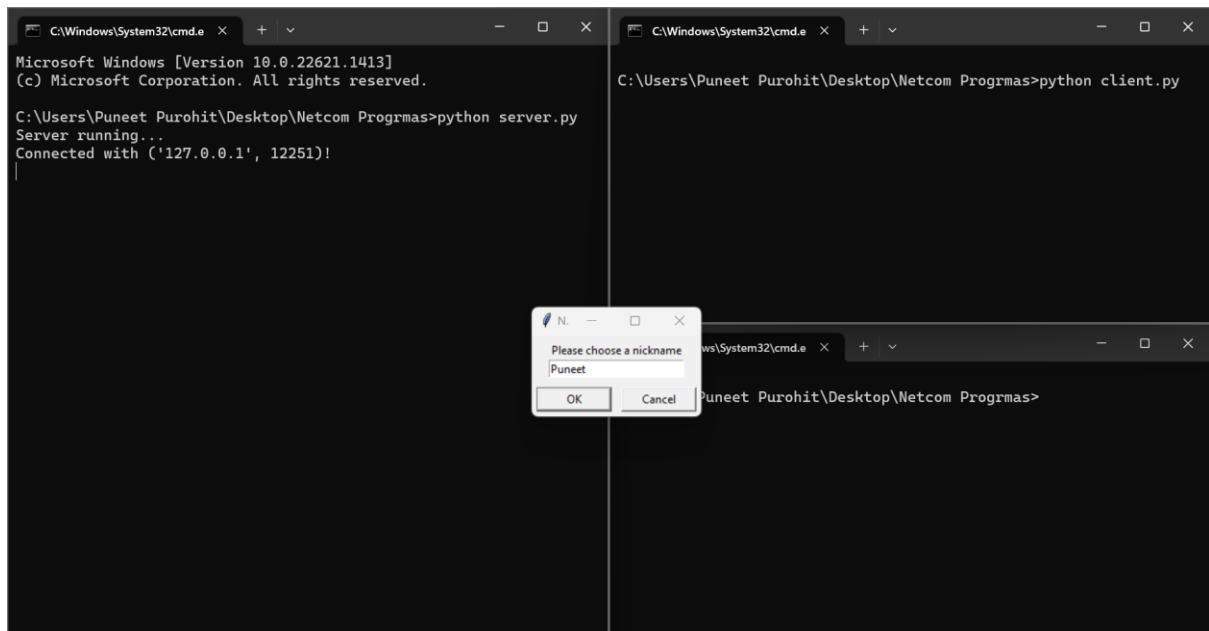 C:\Windows\System32\cmd.e
Microsoft Windows [Version 10.0.22621.1413]
(c) Microsoft Corporation. All rights reserved.
C:\Users\Puneet Purohit\Desktop\Netcom Progrmas>python server.py
Server running...
Connected with ('127.0.0.1', 12251)!
C:\Windows\System32\cmd.e
C:\Users\Puneet Purohit\Desktop\Netcom Progrmas>python client.py
N.
Please choose a nickname
Puneet
OK
Cancel
ws\System32\cmd.e
Puneet Purohit\Desktop\Netcom Progrmas>